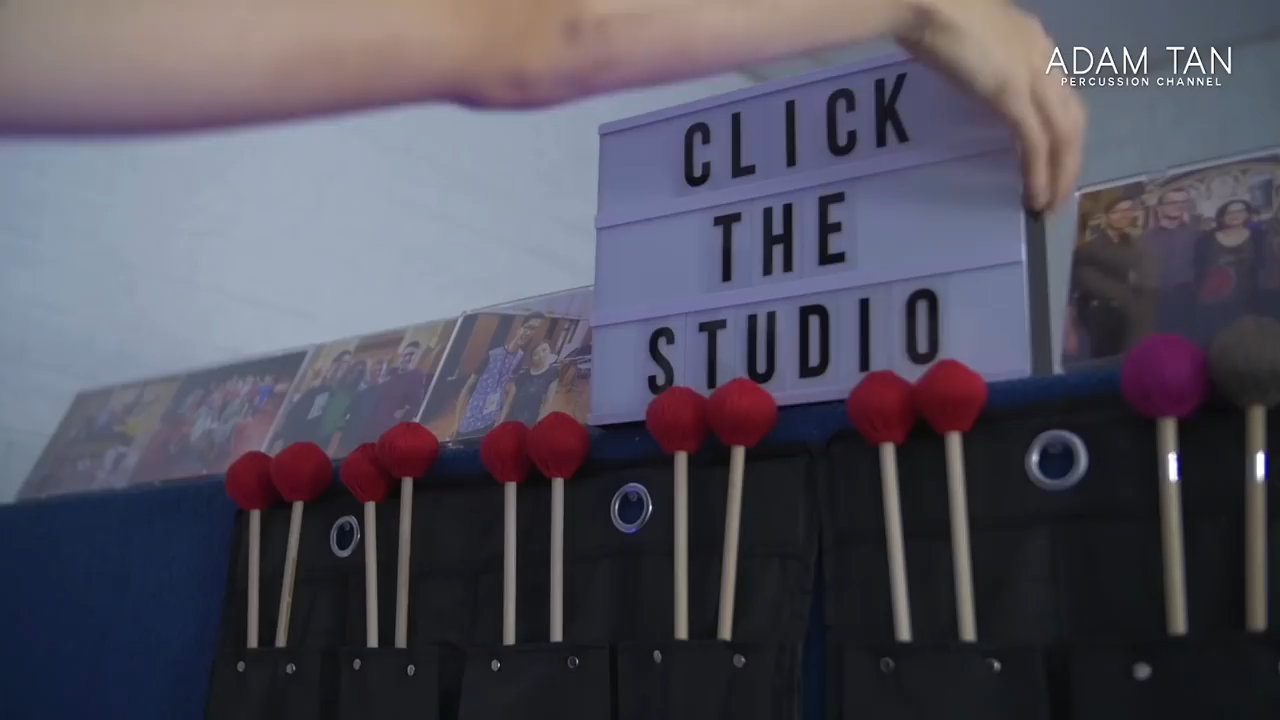 ADAM TAN
PERCUSSION CHANNEL
CLICK
THE
STUDIO